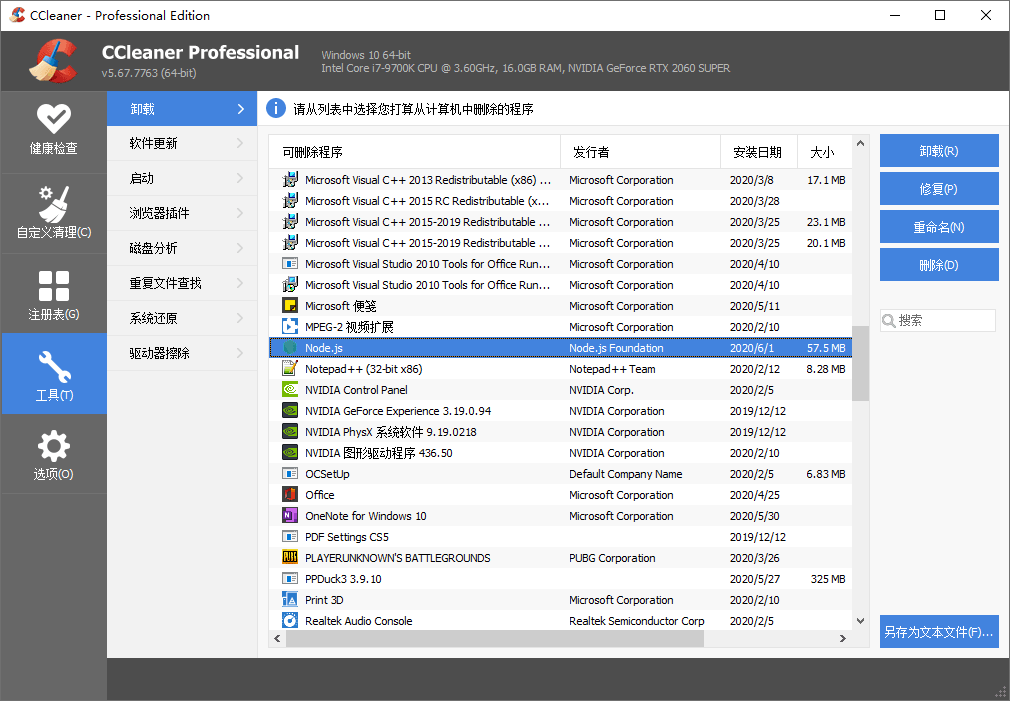 CCleaner - Professional Edition
CCleaner Professional
v5.67.7763 (64-bit)
Windows 10 64-bit
Intel Core i7-9700K CPU @ 3.60GHz, 16.0GB RAM, NVIDIA GeForce RTX 2060 SUPER
健康检查
自定义清理(C)
注册表(G)
工具(T)
选项(O)
卸载
软件更新
启动
浏览器插件
磁盘分析
重复文件查找
系统还原
驱动器擦除
请从列表中选择您打算从计算机中删除的程序
可删除程序 发行者 安装日期 大小
Microsoft Visual C++ 2013 Redistributable (x86) ... Microsoft Corporation 2020/3/8 17.1 MB
Microsoft Visual C++ 2015 RC Redistributable (x... Microsoft Corporation 2020/3/28
Microsoft Visual C++ 2015-2019 Redistributable ... Microsoft Corporation 2020/3/25 23.1 MB
Microsoft Visual C++ 2015-2019 Redistributable ... Microsoft Corporation 2020/3/25 20.1 MB
Microsoft Visual Studio 2010 Tools for Office Run... Microsoft Corporation 2020/4/10
Microsoft Visual Studio 2010 Tools for Office Run... Microsoft Corporation 2020/4/10
Microsoft 便笺 Microsoft Corporation 2020/5/11
MPEG-2 视频扩展 Microsoft Corporation 2020/2/10
Node.js Node.js Foundation 2020/6/1 57.5 MB
Notepad++ (32-bit x86) Notepad++ Team 2020/2/12 8.28 MB
NVIDIA Control Panel NVIDIA Corp. 2020/2/5
NVIDIA GeForce Experience 3.19.0.94 NVIDIA Corporation 2019/12/12
NVIDIA PhysX 系统软件 9.19.0218 NVIDIA Corporation 2019/12/12
NVIDIA 图形驱动程序 436.50 NVIDIA Corporation 2020/2/10
OCSetUp Default Company Name 2020/2/5 6.83 MB
Office Microsoft Corporation 2020/4/25
OneNote for Windows 10 Microsoft Corporation 2020/5/30
PDF Settings CS5 2019/12/12
PLAYERUNKNOWN'S BATTLEGROUNDS PUBG Corporation 2020/3/26
PPDuck3 3.9.10 2020/5/27 325 MB
Print 3D Microsoft Corporation 2020/2/10
Realtek Audio Console Realtek Semiconductor Corp 2020/2/5
卸载(R)
修复(P)
重命名(N)
删除(D)
搜索
另存为文本文件(F)...